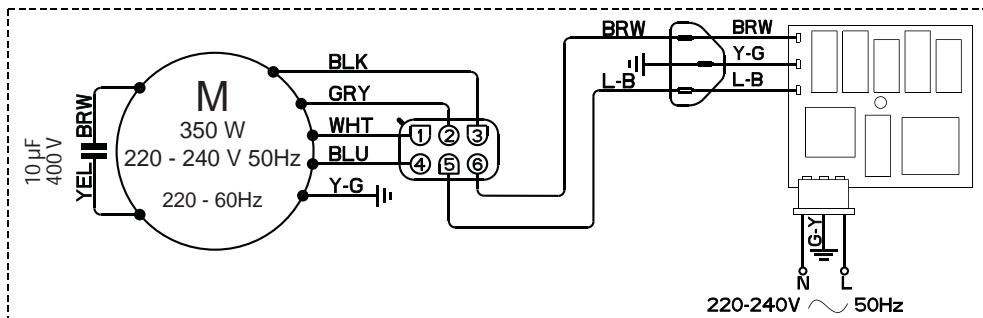 BRW
YEL
10 µF
400 V
M
350 W
220 - 240 V 50Hz
220 - 60Hz
BLK
GRY
WHT
BLU
Y-G
1 2 3
4 5 6
BRW
L-B
BRW
Y-G
L-B
G-Y
N L
220-240V 50Hz